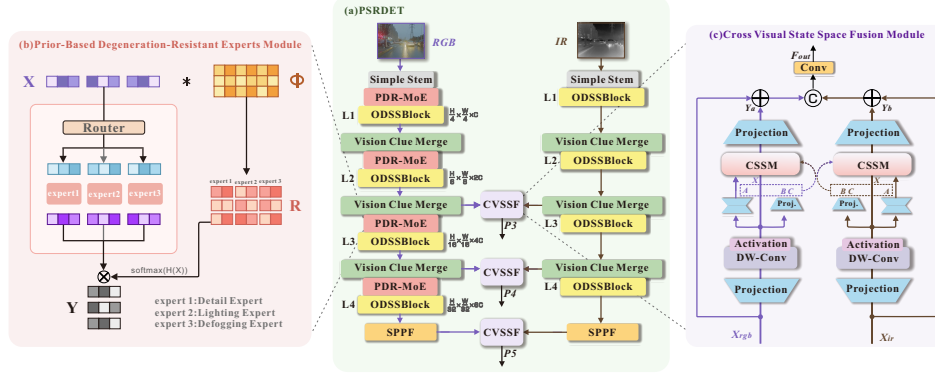 (a)PSRDET
RGB
IR
Simple Stem
PDR-MoE
L1
ODSSBlock
H/4 × W/4 × C
Vision Clue Merge
PDR-MoE
L2
ODSSBlock
H/8 × W/8 × 2C
Vision Clue Merge
PDR-MoE
L3
ODSSBlock
H/16 × W/16 × 4C
Vision Clue Merge
PDR-MoE
L4
ODSSBlock
SPPF
CVSSF
P3
CVSSF
P4
CVSSF
P5
Simple Stem
L1
ODSSBlock
Vision Clue Merge
L2
ODSSBlock
Vision Clue Merge
L3
ODSSBlock
Vision Clue Merge
L4
ODSSBlock
SPPF
(b)Prior-Based Degeneration-Resistant Experts Module
X
*
Φ
Router
expert1
expert2
expert3
expert 1
expert 2
expert 3
R
softmax(H(X))
Y
expert 1:Detail Expert
expert 2:Lighting Expert
expert 3:Defogging Expert
(c)Cross Visual State Space Fusion Module
Fout
Conv
C
Ya
Yb
Projection
Projection
CSSM
CSSM
X
X
A
B C
B C
A
Proj.
Proj.
Activation
DW-Conv
Activation
DW-Conv
Projection
Projection
Xrgb
Xir